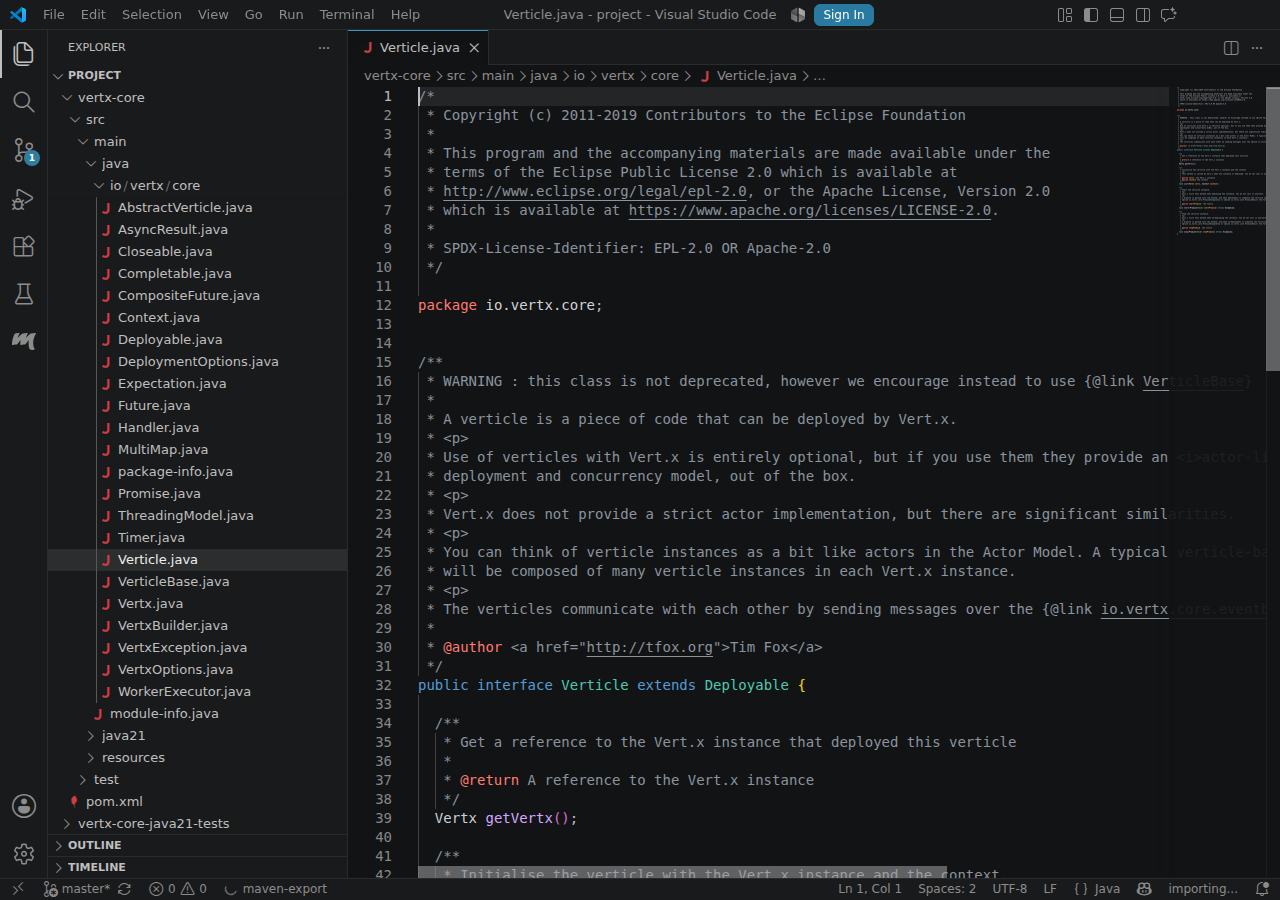 File Edit Selection View Go Run Terminal Help Verticle.java - project - Visual Studio Code Sign In
EXPLORER
PROJECT
vertx-core
src
main
java
io/vertx/core
AbstractVerticle.java
AsyncResult.java
Closeable.java
Completable.java
CompositeFuture.java
Context.java
Deployable.java
DeploymentOptions.java
Expectation.java
Future.java
Handler.java
MultiMap.java
package-info.java
Promise.java
ThreadingModel.java
Timer.java
Verticle.java
VerticleBase.java
Vertx.java
VertxBuilder.java
VertxException.java
VertxOptions.java
WorkerExecutor.java
module-info.java
java21
resources
test
pom.xml
vertx-core-java21-tests
OUTLINE
TIMELINE
1
Verticle.java
vertx-core > src > main > java > io > vertx > core > Verticle.java > ...
1 /*
2 * Copyright (c) 2011-2019 Contributors to the Eclipse Foundation
3 *
4 * This program and the accompanying materials are made available under the
5 * terms of the Eclipse Public License 2.0 which is available at
6 * http://www.eclipse.org/legal/epl-2.0, or the Apache License, Version 2.0
7 * which is available at https://www.apache.org/licenses/LICENSE-2.0.
8 *
9 * SPDX-License-Identifier: EPL-2.0 OR Apache-2.0
10 */
11
12 package io.vertx.core;
13
14
15 /**
16 * WARNING : this class is not deprecated, however we encourage instead to use {@link VerticleBase}
17 *
18 * A verticle is a piece of code that can be deployed by Vert.x.
19 * <p>
20 * Use of verticles with Vert.x is entirely optional, but if you use them they provide an <i>actor-li
21 * deployment and concurrency model, out of the box.
22 * <p>
23 * Vert.x does not provide a strict actor implementation, but there are significant similarities.
24 * <p>
25 * You can think of verticle instances as a bit like actors in the Actor Model. A typical verticle-ba
26 * will be composed of many verticle instances in each Vert.x instance.
27 * <p>
28 * The verticles communicate with each other by sending messages over the {@link io.vertx.core.eventb
29 *
30 * @author <a href="http://tfox.org">Tim Fox</a>
31 */
32 public interface Verticle extends Deployable {
33
34 /**
35 * Get a reference to the Vert.x instance that deployed this verticle
36 *
37 * @return A reference to the Vert.x instance
38 */
39 Vertx getVertx();
40
41 /**
42 * Initialise the verticle with the Vert.x instance and the context
master* 0 0 maven-export Ln 1, Col 1 Spaces: 2 UTF-8 LF { } Java importing...